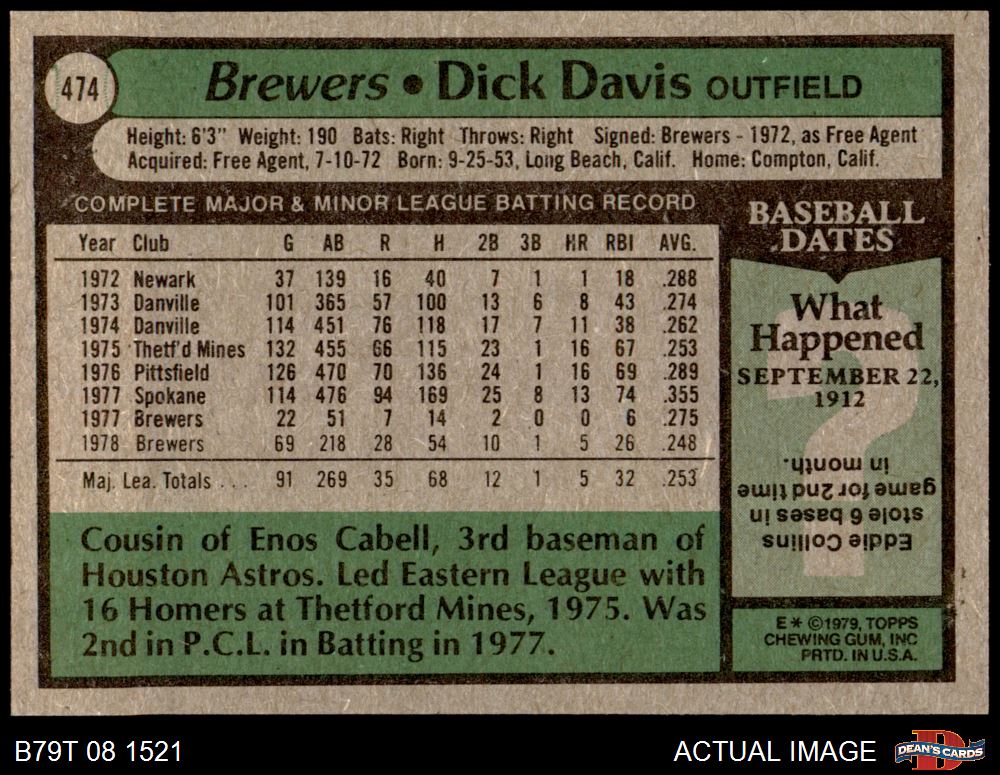 474
Brewers • Dick Davis OUTFIELD
Height: 6'3" Weight: 190 Bats: Right Throws: Right Signed: Brewers - 1972, as Free Agent
Acquired: Free Agent, 7-10-72 Born: 9-25-53, Long Beach, Calif. Home: Compton, Calif.
COMPLETE MAJOR & MINOR LEAGUE BATTING RECORD
Year Club G AB R H 2B 3B HR RBI AVG.
1972 Newark 37 139 16 40 7 1 1 18 .288
1973 Danville 101 365 57 100 13 6 8 43 .274
1974 Danville 114 451 76 118 17 7 11 38 .262
1975 Thetf'd Mines 132 455 66 115 23 1 16 67 .253
1976 Pittsfield 126 470 70 136 24 1 16 69 .289
1977 Spokane 114 476 94 169 25 8 13 74 .355
1977 Brewers 22 51 7 14 2 0 0 6 .275
1978 Brewers 69 218 28 54 10 1 5 26 .248
Maj. Lea. Totals . . . 91 269 35 68 12 1 5 32 .253
Cousin of Enos Cabell, 3rd baseman of
Houston Astros. Led Eastern League with
16 Homers at Thetford Mines, 1975. Was
2nd in P.C.L. in Batting in 1977.
BASEBALL
DATES
What
Happened
SEPTEMBER 22,
1912
?
Eddie Collins
stole 6 bases in
game for 2nd time
in month.
E * ©1979, TOPPS
CHEWING GUM, INC
PRTD. IN U.S.A.
B79T 08 1521
ACTUAL IMAGE
D
DEAN'S CARDS